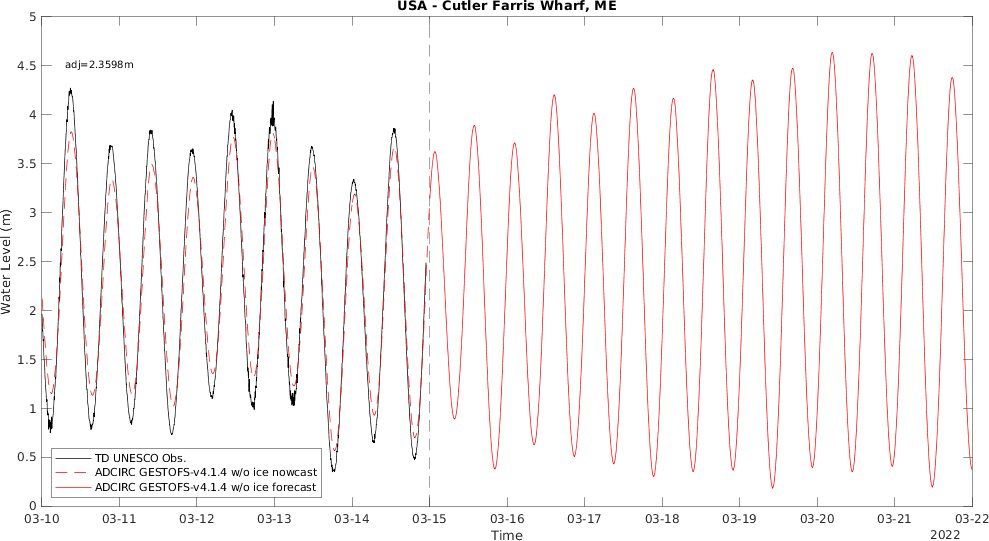 USA - Cutler Farris Wharf, ME
adj=2.3598m
5
4.5
4
3.5
3
2.5
2
1.5
1
0.5
0
Water Level (m)
TD UNESCO Obs.
ADCIRC GESTOFS-v4.1.4 w/o ice nowcast
ADCIRC GESTOFS-v4.1.4 w/o ice forecast
03-10 03-11 03-12 03-13 03-14 03-15 03-16 03-17 03-18 03-19 03-20 03-21 03-22
Time
2022